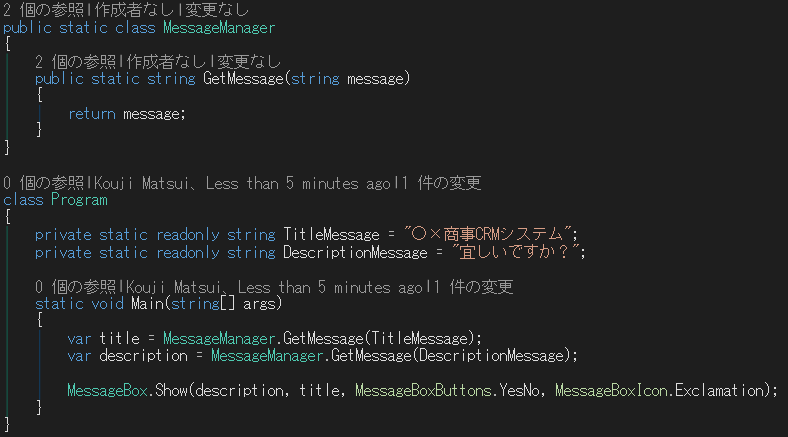 2 個の参照|作成者なし|変更なし
public static class MessageManager
{
2 個の参照|作成者なし|変更なし
public static string GetMessage(string message)
{
return message;
}
}
0 個の参照|Kouji Matsui、Less than 5 minutes ago|1 件の変更
class Program
{
private static readonly string TitleMessage = "〇×商事CRMシステム";
private static readonly string DescriptionMessage = "宜しいですか？";
0 個の参照|Kouji Matsui、Less than 5 minutes ago|1 件の変更
static void Main(string[] args)
{
var title = MessageManager.GetMessage(TitleMessage);
var description = MessageManager.GetMessage(DescriptionMessage);
MessageBox.Show(description, title, MessageBoxButtons.YesNo, MessageBoxIcon.Exclamation);
}
}